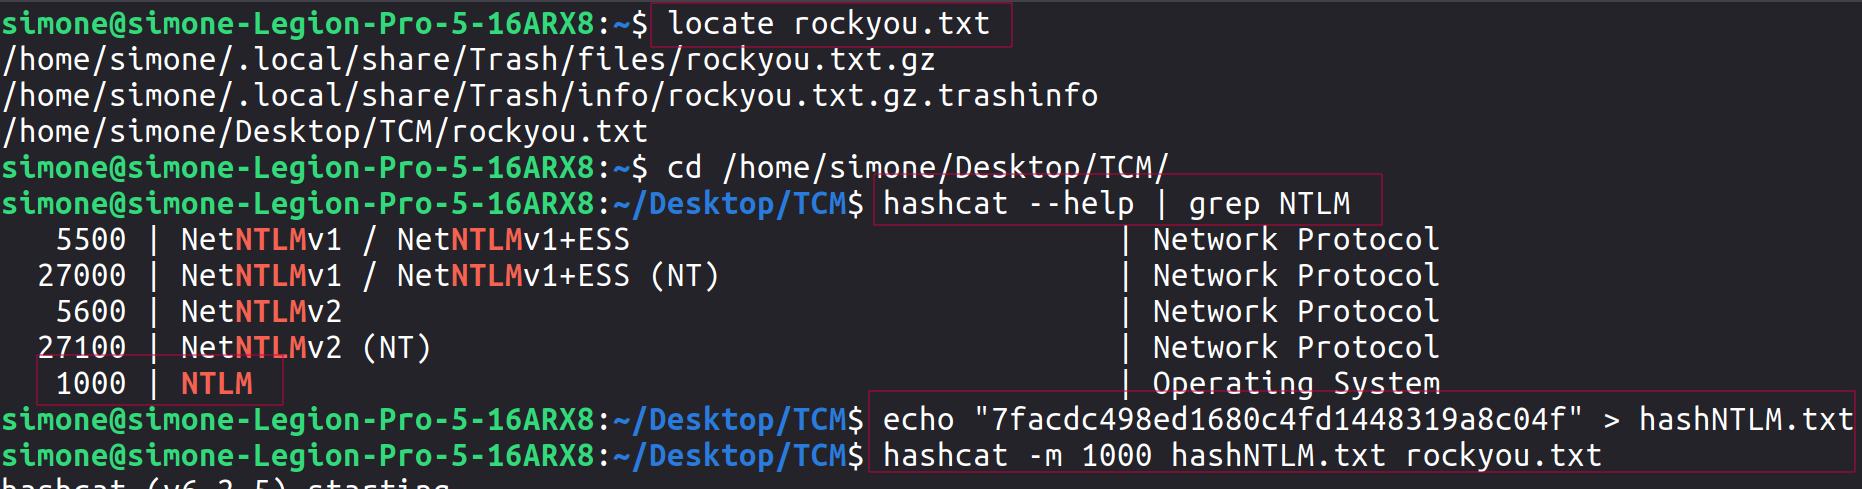 simone@simone-Legion-Pro-5-16ARX8:~$ locate rockyou.txt
/home/simone/.local/share/Trash/files/rockyou.txt.gz
/home/simone/.local/share/Trash/info/rockyou.txt.gz.trashinfo
/home/simone/Desktop/TCM/rockyou.txt
simone@simone-Legion-Pro-5-16ARX8:~$ cd /home/simone/Desktop/TCM/
simone@simone-Legion-Pro-5-16ARX8:~/Desktop/TCM$ hashcat --help | grep NTLM
5500 | NetNTLMv1 / NetNTLMv1+ESS | Network Protocol
27000 | NetNTLMv1 / NetNTLMv1+ESS (NT) | Network Protocol
5600 | NetNTLMv2 | Network Protocol
27100 | NetNTLMv2 (NT) | Network Protocol
1000 | NTLM | Operating System
simone@simone-Legion-Pro-5-16ARX8:~/Desktop/TCM$ echo "7facdc498ed1680c4fd1448319a8c04f" > hashNTLM.txt
simone@simone-Legion-Pro-5-16ARX8:~/Desktop/TCM$ hashcat -m 1000 hashNTLM.txt rockyou.txt
hashcat (v6.2.5) starting